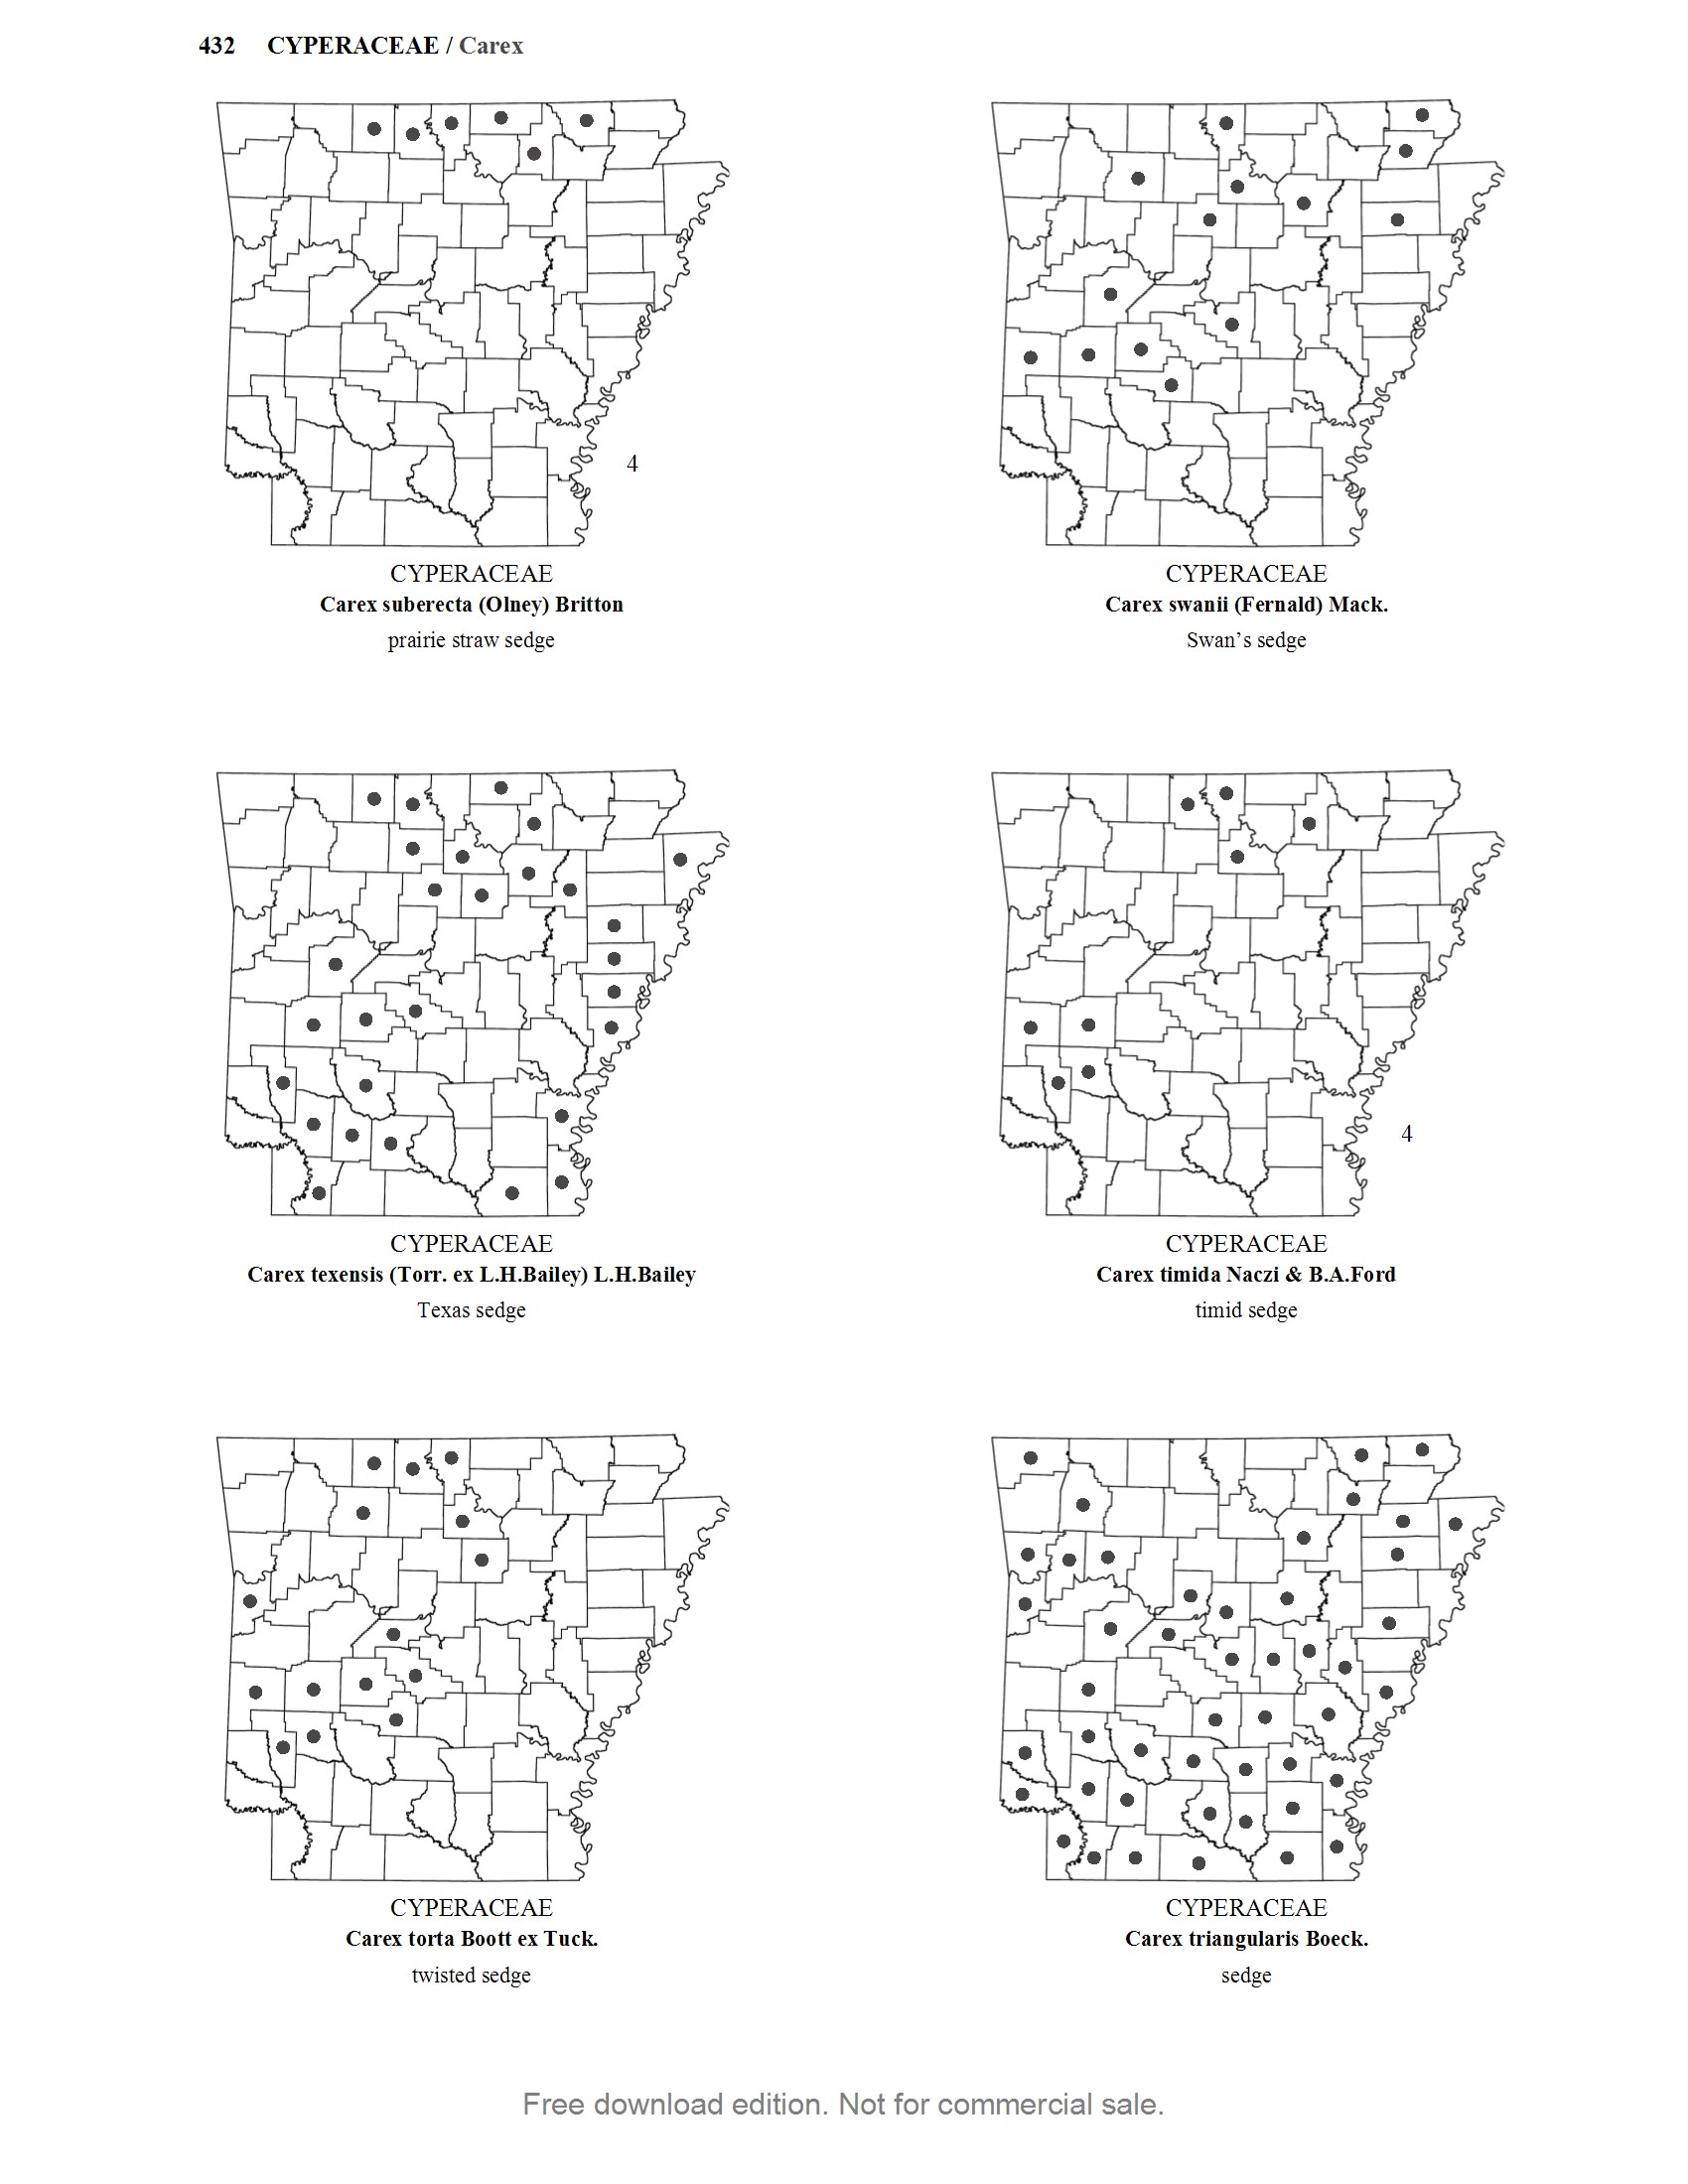 432 CYPERACEAE / Carex
4
CYPERACEAE
Carex suberecta (Olney) Britton
prairie straw sedge
CYPERACEAE
Carex swanii (Fernald) Mack.
Swan’s sedge
CYPERACEAE
Carex texensis (Torr. ex L.H.Bailey) L.H.Bailey
Texas sedge
4
CYPERACEAE
Carex timida Naczi & B.A.Ford
timid sedge
CYPERACEAE
Carex torta Boott ex Tuck.
twisted sedge
CYPERACEAE
Carex triangularis Boeck.
sedge
Free download edition. Not for commercial sale.